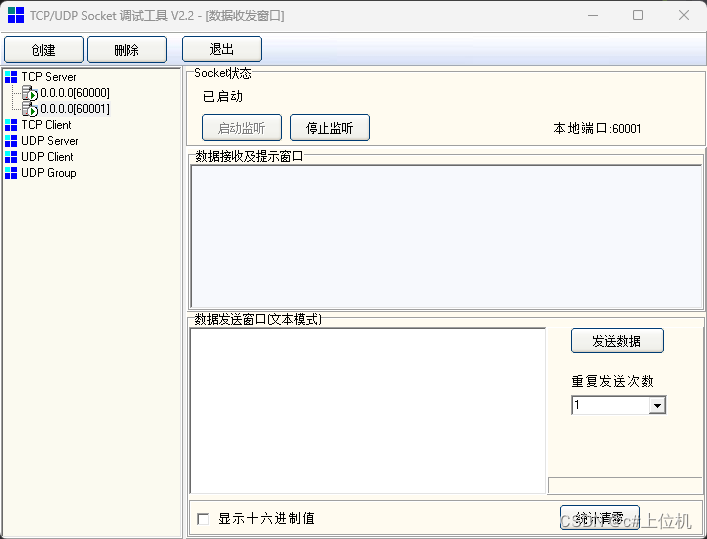 TCP/UDP Socket 调试工具 V2.2 - [数据收发窗口]
创建 删除 退出
TCP Server
0.0.0.0[60000]
0.0.0.0[60001]
TCP Client
UDP Server
UDP Client
UDP Group
Socket状态
已启动
启动监听 停止监听 本地端口:60001
数据接收及提示窗口
数据发送窗口(文本模式)
发送数据
重复发送次数
1
显示十六进制值 统计清零
CSDN @c#上位机